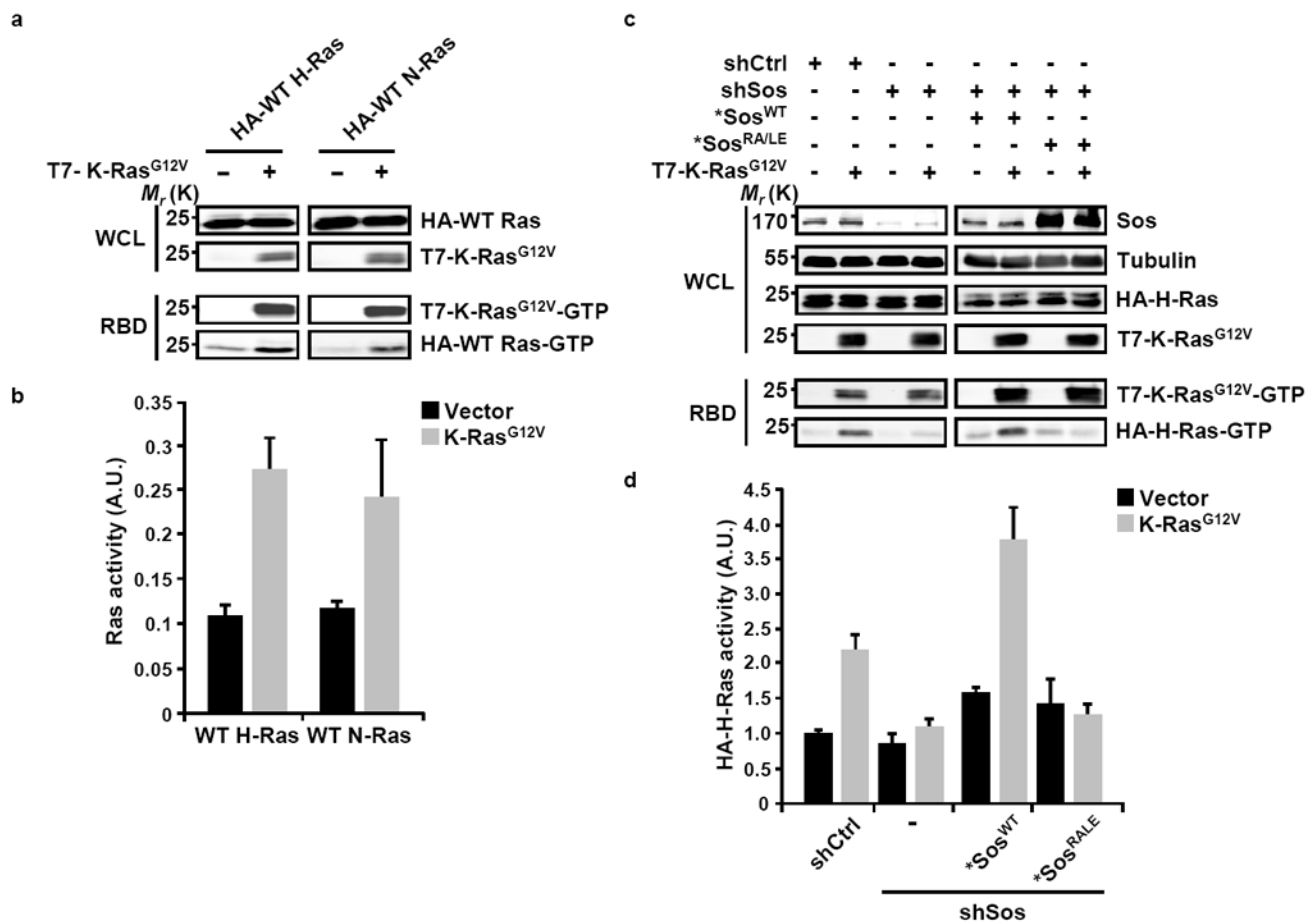 a
HA-WT H-Ras
HA-WT N-Ras
T7- K-RasG12V
- + - +
Mr (K)
WCL
25
HA-WT Ras
25
T7-K-RasG12V
RBD
25
T7-K-RasG12V-GTP
25
HA-WT Ras-GTP
b
Ras activity (A.U.)
0.35
0.3
0.25
0.2
0.15
0.1
0.05
0
Vector
K-RasG12V
WT H-Ras
WT N-Ras
c
shCtrl + + - - - - - -
shSos - - + + + + + +
*SosWT - - - - + + - -
*SosRA/LE - - - - - - + +
T7-K-RasG12V - + - + - + - +
Mr (K)
WCL
170
Sos
55
Tubulin
25
HA-H-Ras
25
T7-K-RasG12V
RBD
25
T7-K-RasG12V-GTP
25
HA-H-Ras-GTP
d
HA-H-Ras activity (A.U.)
4.5
4.0
3.5
3.0
2.5
2.0
1.5
1.0
0.5
0
Vector
K-RasG12V
shCtrl
-
*SosWT
*SosRALE
shSos